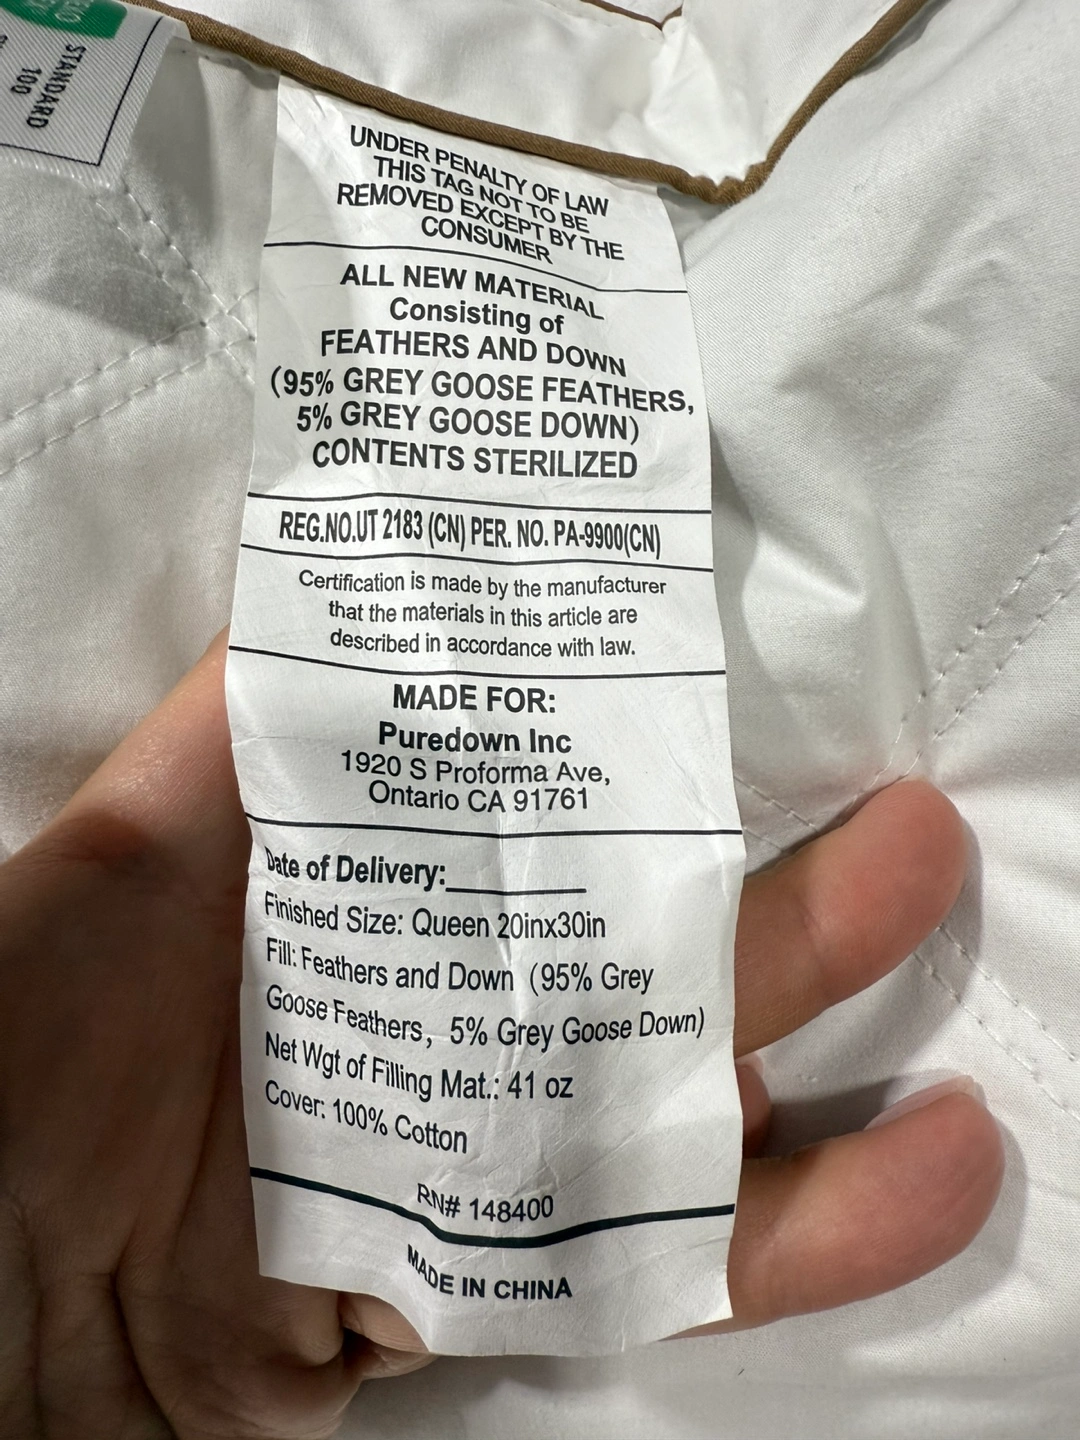 STANDARD
100
UNDER PENALTY OF LAW
THIS TAG NOT TO BE
REMOVED EXCEPT BY THE
CONSUMER
ALL NEW MATERIAL
Consisting of
FEATHERS AND DOWN
(95% GREY GOOSE FEATHERS,
5% GREY GOOSE DOWN)
CONTENTS STERILIZED
REG.NO.UT 2183 (CN) PER. NO. PA-9900(CN)
Certification is made by the manufacturer
that the materials in this article are
described in accordance with law.
MADE FOR:
Puredown Inc
1920 S Proforma Ave,
Ontario CA 91761
Date of Delivery:__________
Finished Size: Queen 20inx30in
Fill: Feathers and Down (95% Grey
Goose Feathers, 5% Grey Goose Down)
Net Wgt of Filling Mat.: 41 oz
Cover: 100% Cotton
RN# 148400
MADE IN CHINA